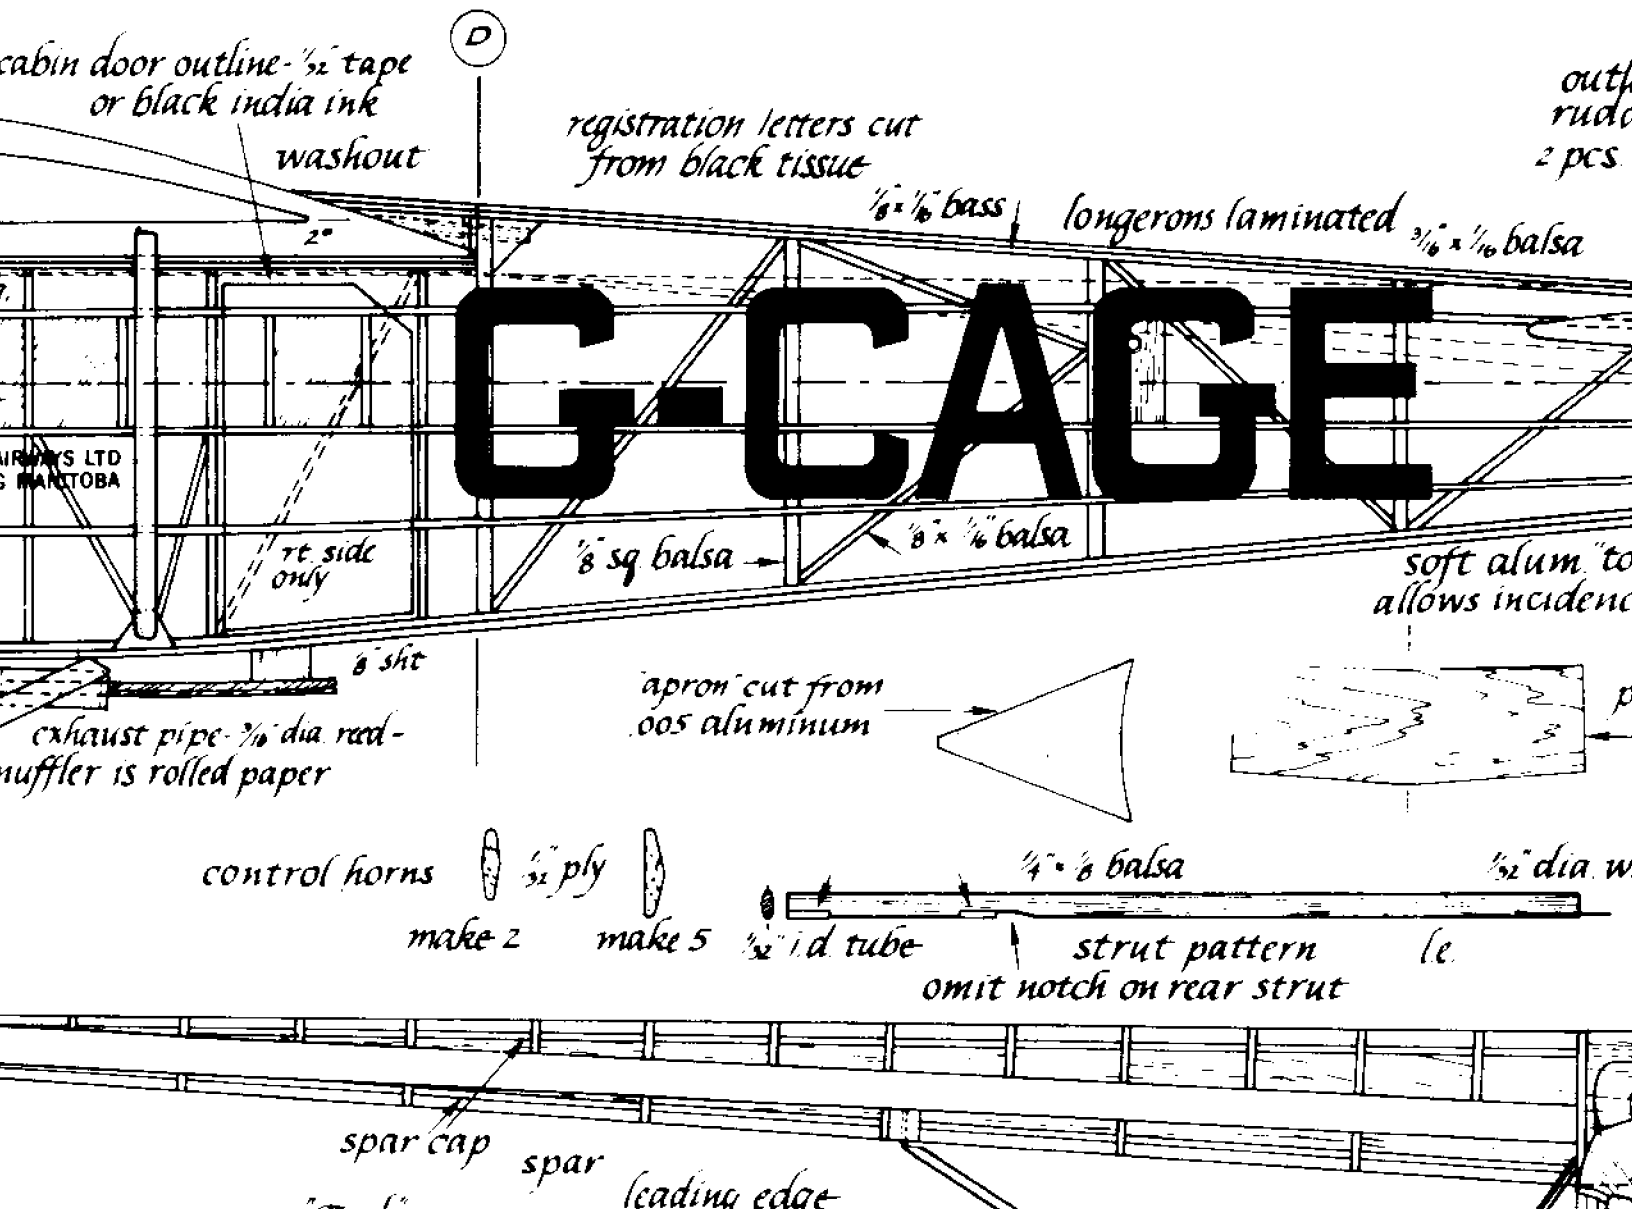 D
cabin door outline - 1/32" tape
or black india ink
washout
registration letters cut
from black tissue
1/8" x 1/16" bass
longerons laminated 3/16" x 1/16" balsa
2 pcs.
2°
G-CAGE
AIRWAYS LTD
MANITOBA
rt. side
only
1/8" sq balsa
1/8" x 1/16" balsa
soft alum.
allows
1/8" sht
exhaust pipe - 3/16" dia. reed -
muffler is rolled paper
"apron" cut from
.005 aluminum
control horns
1/32" ply
make 2
make 5
1/32" i.d. tube
1/4" x 1/8 balsa
1/32" dia.
strut pattern
l.e.
omit notch on rear strut
spar cap
spar
leading edge